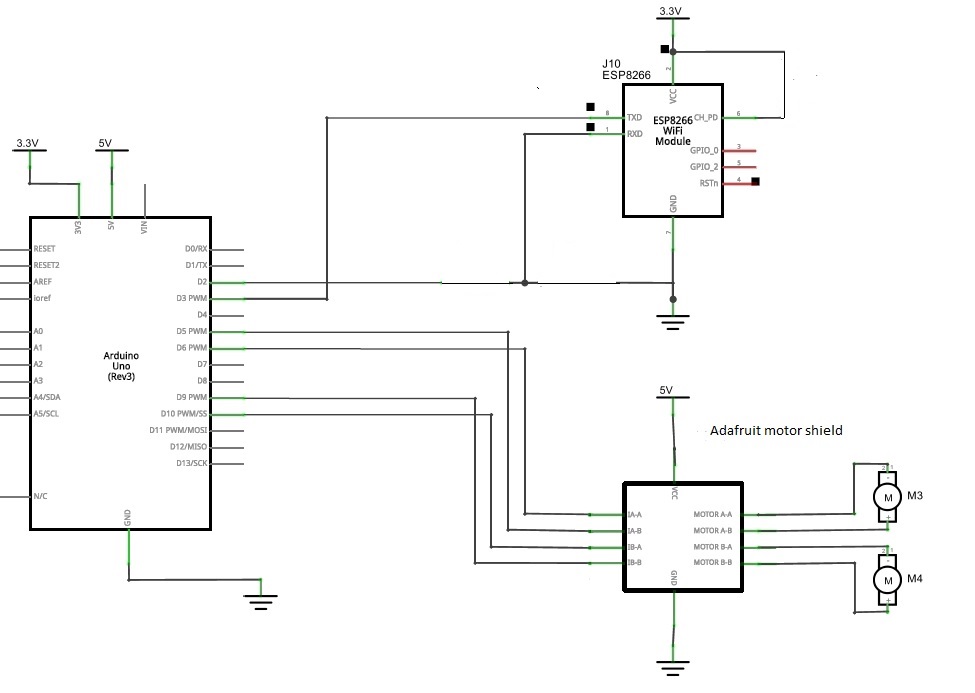 3.3V
J10
ESP8266
2
VCC
8
TXD
1
RXD
ESP8266
WiFi
Module
CH_PD
6
GPIO_0
3
GPIO_2
5
RSTn
4
GND
7
3.3V
5V
3V3
5V
VIN
RESET
RESET2
AREF
ioref
A0
A1
A2
A3
A4/SDA
A5/SCL
N/C
Arduino
Uno
(Rev3)
D0/RX
D1/TX
D2
D3 PWM
D4
D5 PWM
D6 PWM
D7
D8
D9 PWM
D10 PWM/SS
D11 PWM/MOSI
D12/MISO
D13/SCK
GND
5V
Adafruit motor shield
VCC
IA-A
IA-B
IB-A
IB-B
MOTOR A-A
MOTOR A-B
MOTOR B-A
MOTOR B-B
GND
2 1
-
M
+
M3
2 1
-
M
+
M4